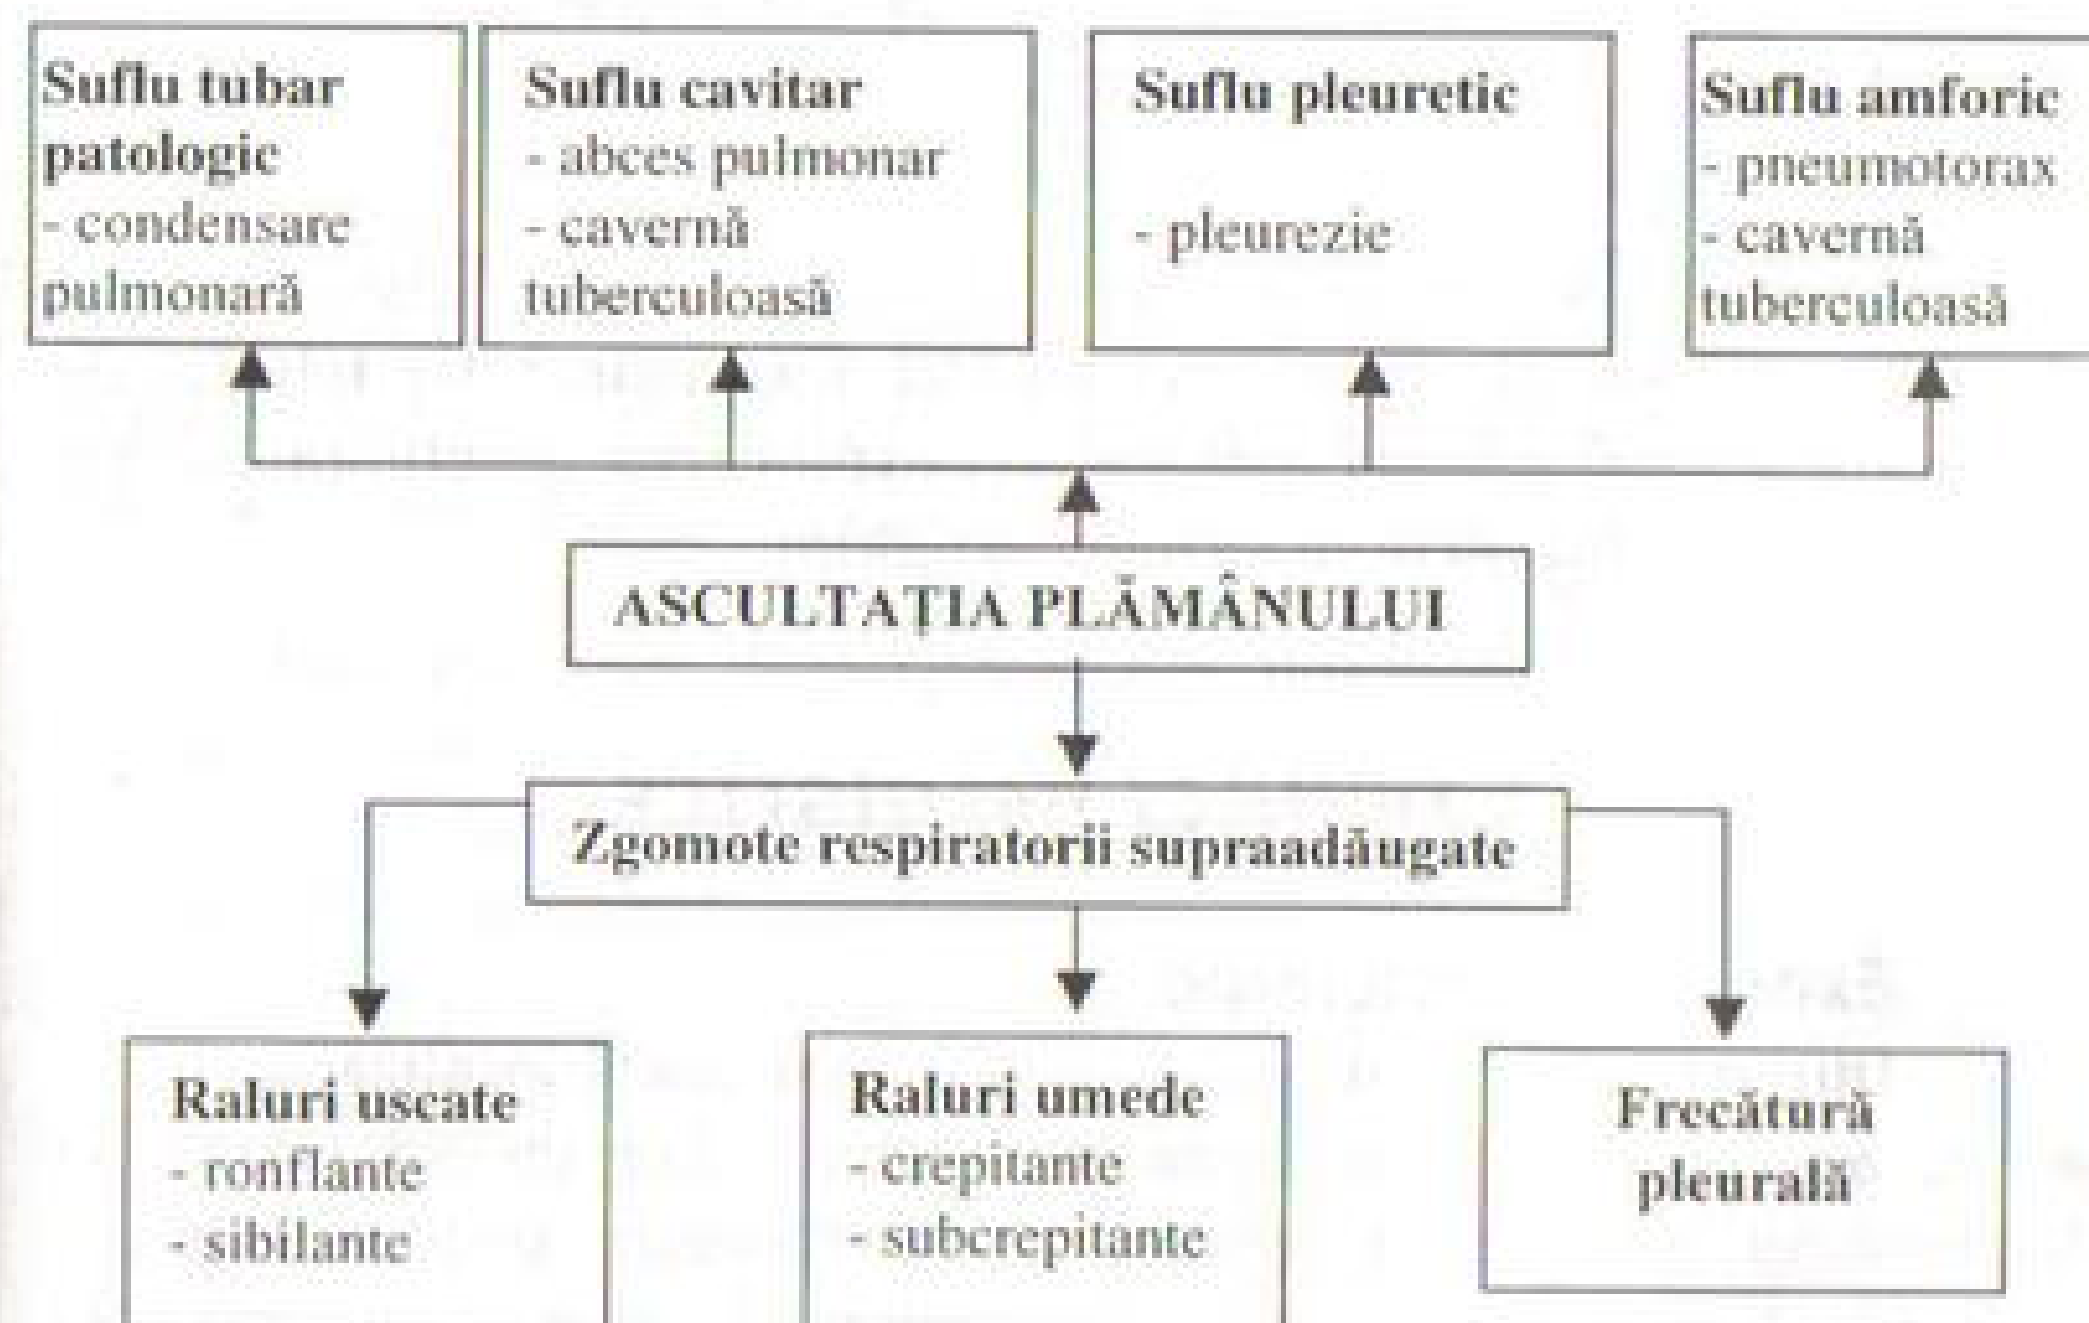 Suflu tubar
patologic
- condensare
pulmonară
Suflu cavitar
- abces pulmonar
- cavernă
tuberculoasă
Suflu pleuretic
- pleurezie
Suflu amforic
- pneumotorax
- cavernă
tuberculoasă
ASCULTAŢIA PLĂMÂNULUI
Zgomote respiratorii supraadăugate
Raluri uscate
- ronflante
- sibilante
Raluri umede
- crepitante
- subcrepitante
Frecătură
pleurală